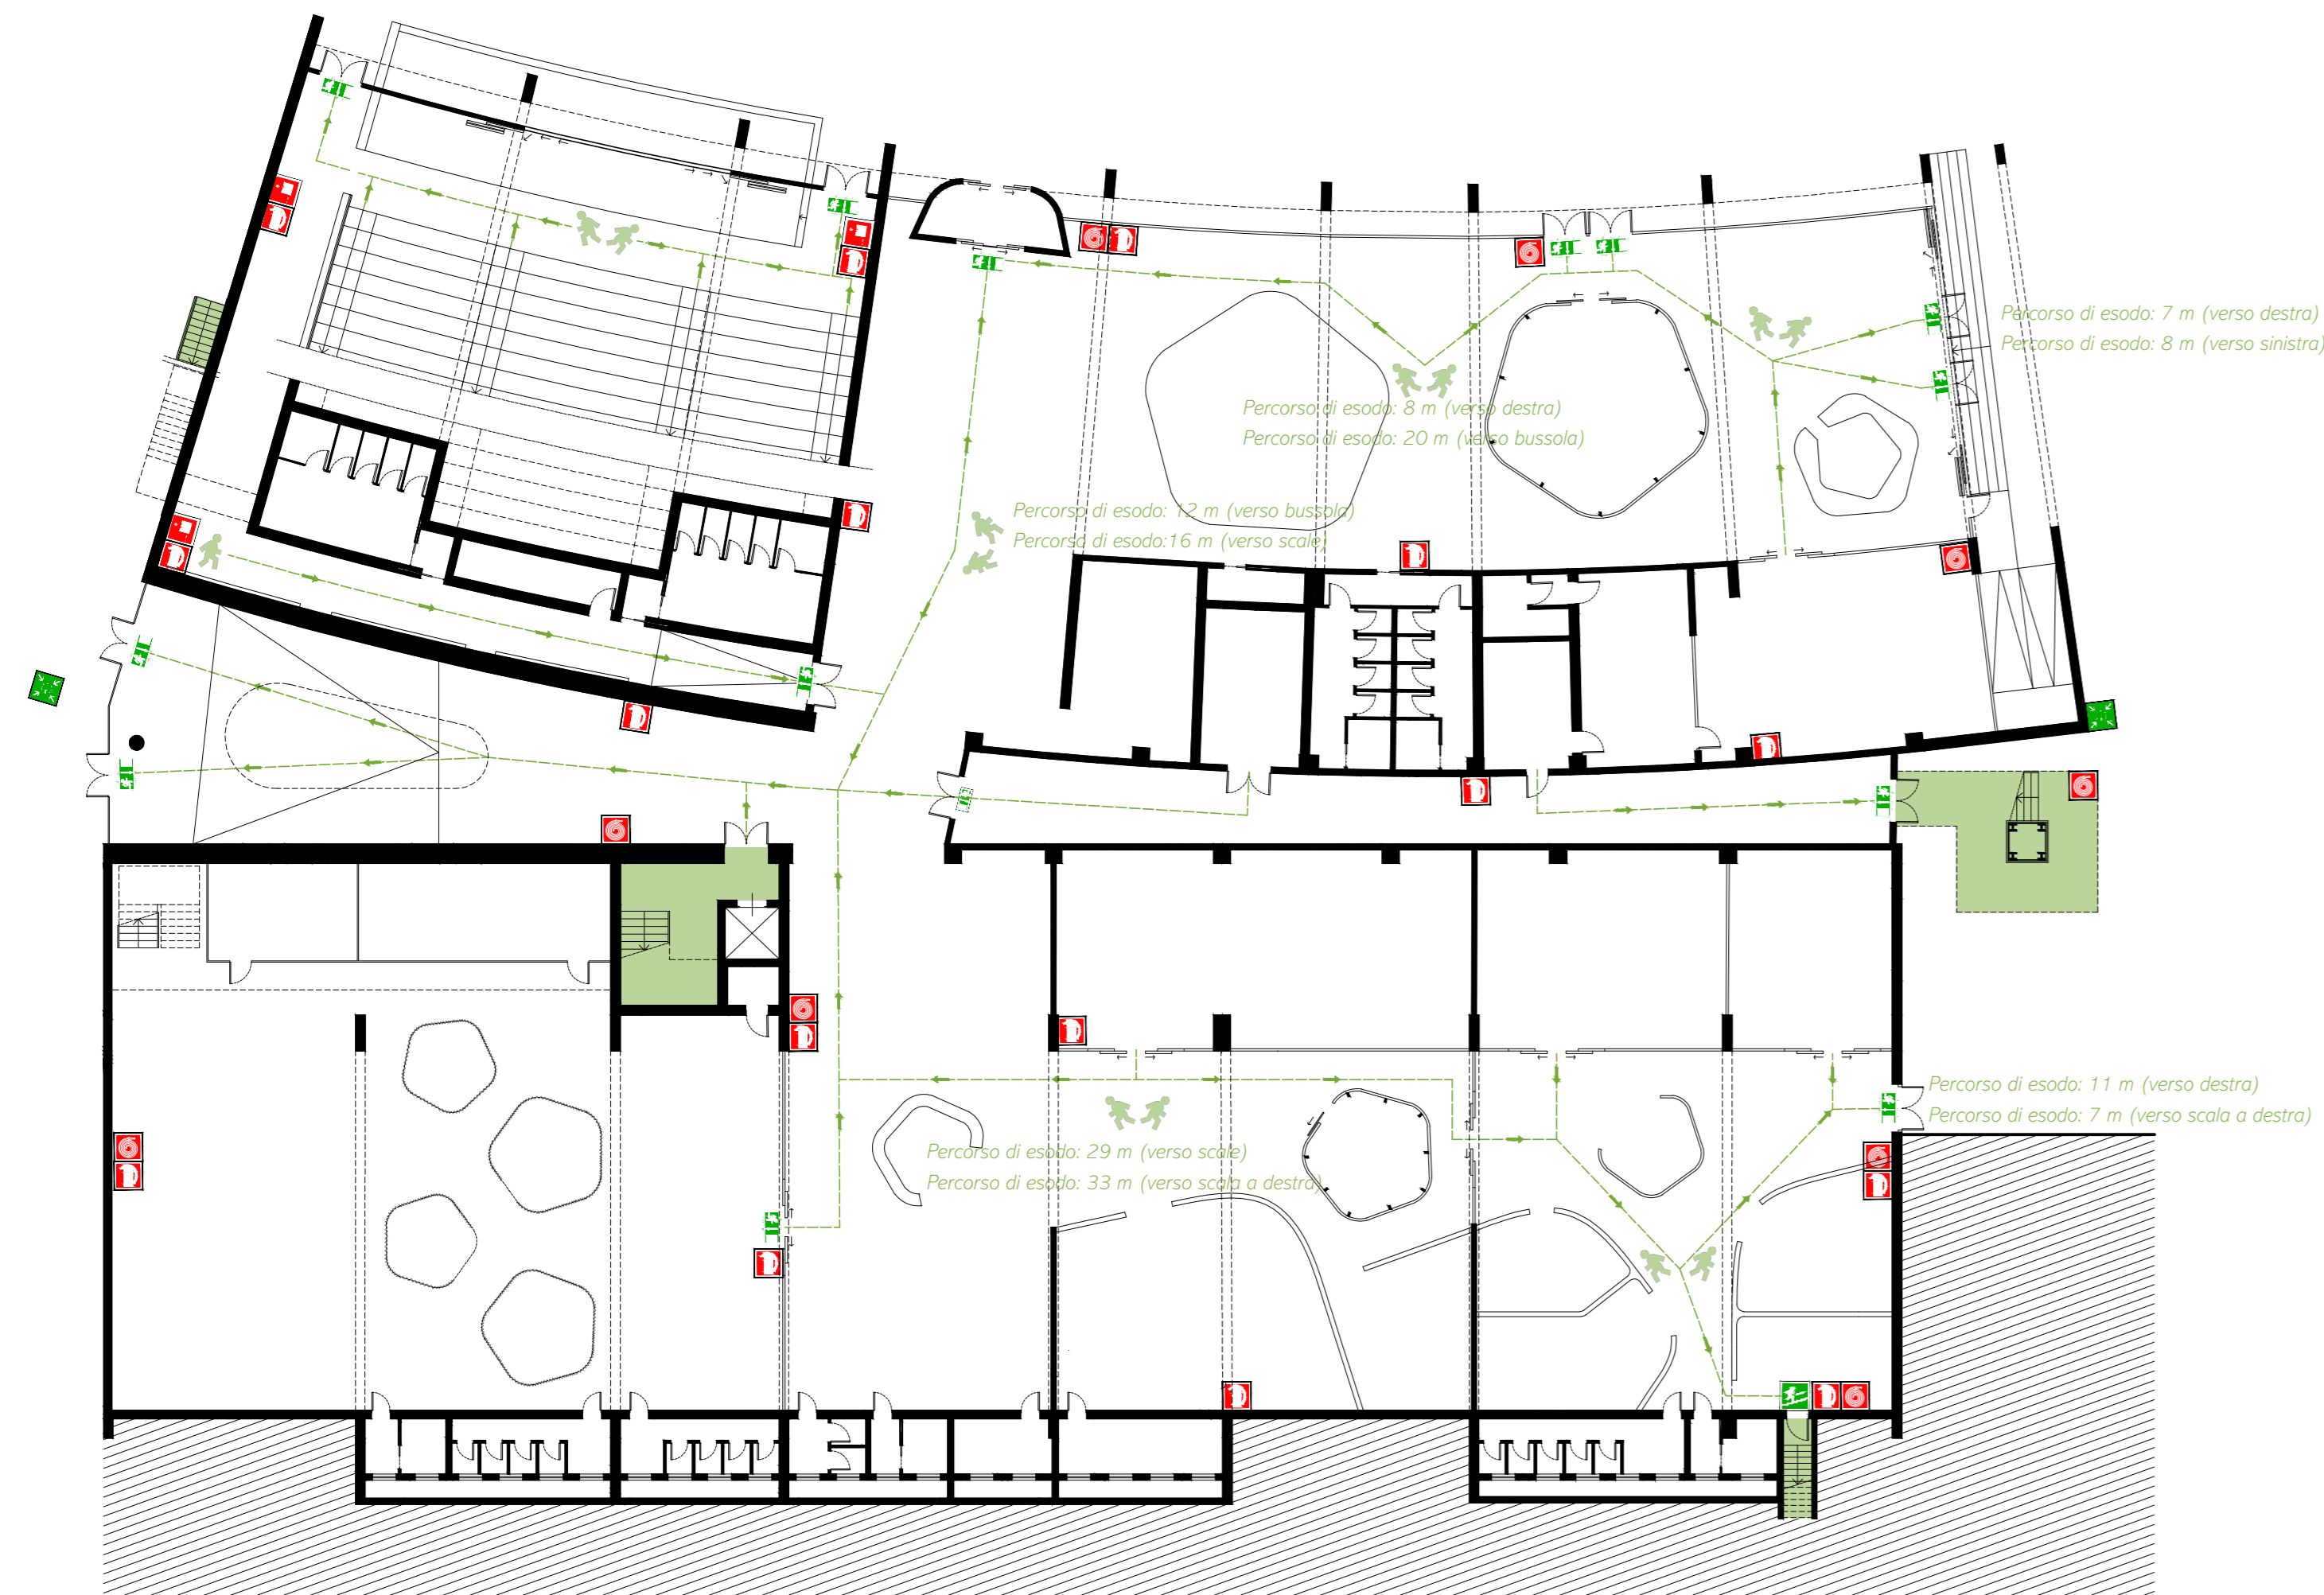 Percorso di esodo: 7 m (verso destra)
Percorso di esodo: 8 m (verso sinistra)
Percorso di esodo: 8 m (verso destra)
Percorso di esodo: 20 m (verso bussola)
Percorso di esodo: 12 m (verso bussola)
Percorso di esodo:16 m (verso scale)
Percorso di esodo: 11 m (verso destra)
Percorso di esodo: 7 m (verso scala a destra)
Percorso di esodo: 29 m (verso scale)
Percorso di esodo: 33 m (verso scala a destra)